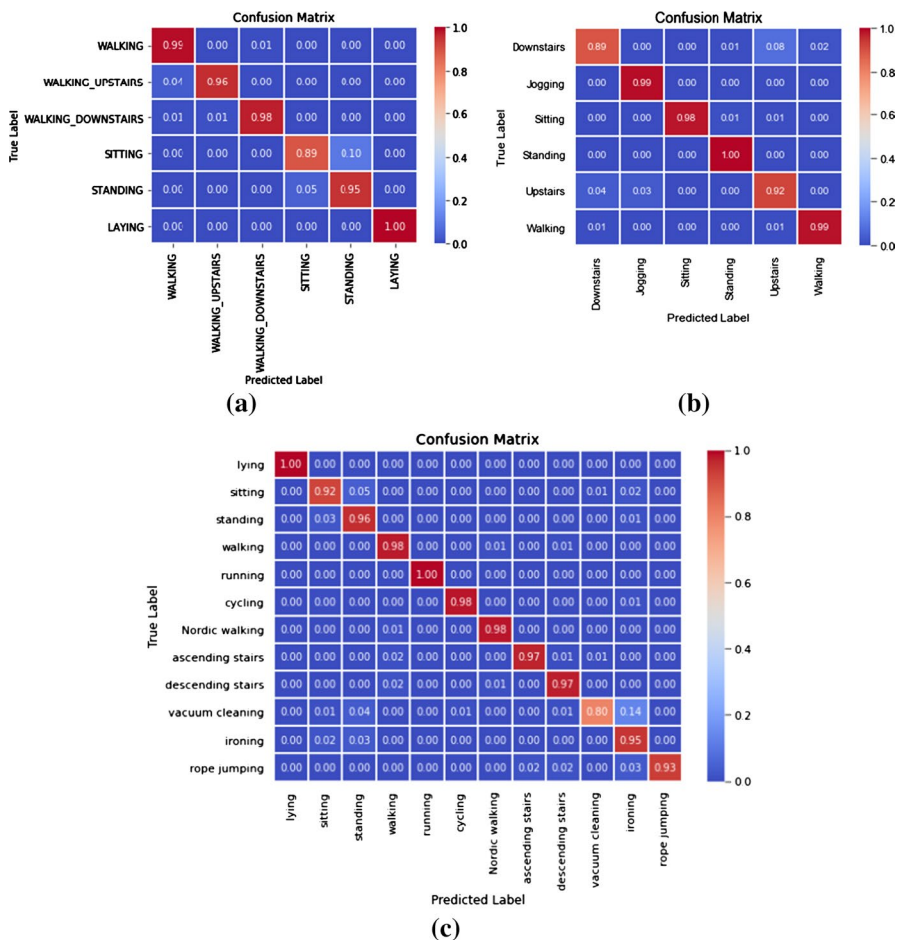 Confusion Matrix
True Label
WALKING 0.99 0.00 0.01 0.00 0.00 0.00
WALKING_UPSTAIRS 0.04 0.96 0.00 0.00 0.00 0.00
WALKING_DOWNSTAIRS 0.01 0.01 0.98 0.00 0.00 0.00
SITTING 0.00 0.00 0.00 0.89 0.10 0.00
STANDING 0.00 0.00 0.00 0.05 0.95 0.00
LAYING 0.00 0.00 0.00 0.00 0.00 1.00
WALKING WALKING_UPSTAIRS WALKING_DOWNSTAIRS SITTING STANDING LAYING
Predicted Label
1.0
0.8
0.6
0.4
0.2
0.0
(a)
Confusion Matrix
True Label
Downstairs 0.89 0.00 0.00 0.01 0.08 0.02
Jogging 0.00 0.99 0.00 0.00 0.00 0.00
Sitting 0.00 0.00 0.98 0.01 0.01 0.00
Standing 0.00 0.00 0.00 1.00 0.00 0.00
Upstairs 0.04 0.03 0.00 0.00 0.92 0.00
Walking 0.01 0.00 0.00 0.00 0.01 0.99
Downstairs Jogging Sitting Standing Upstairs Walking
Predicted Label
1.0
0.8
0.6
0.4
0.2
0.0
(b)
Confusion Matrix
True Label
lying 1.00 0.00 0.00 0.00 0.00 0.00 0.00 0.00 0.00 0.00 0.00 0.00
sitting 0.00 0.92 0.05 0.00 0.00 0.00 0.00 0.00 0.00 0.01 0.02 0.00
standing 0.00 0.03 0.96 0.00 0.00 0.00 0.00 0.00 0.00 0.00 0.01 0.00
walking 0.00 0.00 0.00 0.98 0.00 0.00 0.01 0.00 0.01 0.00 0.00 0.00
running 0.00 0.00 0.00 0.00 1.00 0.00 0.00 0.00 0.00 0.00 0.00 0.00
cycling 0.00 0.00 0.00 0.00 0.00 0.98 0.00 0.00 0.00 0.00 0.01 0.00
Nordic walking 0.00 0.00 0.00 0.01 0.00 0.00 0.98 0.00 0.00 0.00 0.00 0.00
ascending stairs 0.00 0.00 0.00 0.02 0.00 0.00 0.00 0.97 0.01 0.01 0.00 0.00
descending stairs 0.00 0.00 0.00 0.02 0.00 0.00 0.01 0.00 0.97 0.00 0.00 0.00
vacuum cleaning 0.00 0.01 0.04 0.00 0.00 0.01 0.00 0.00 0.01 0.80 0.14 0.00
ironing 0.00 0.02 0.03 0.00 0.00 0.00 0.00 0.00 0.00 0.00 0.95 0.00
rope jumping 0.00 0.00 0.00 0.00 0.00 0.00 0.00 0.02 0.02 0.00 0.03 0.93
lying sitting standing walking running cycling Nordic walking ascending stairs descending stairs vacuum cleaning ironing rope jumping
Predicted Label
1 0
0.8
0.6
0.4
0.2
0 0
(c)